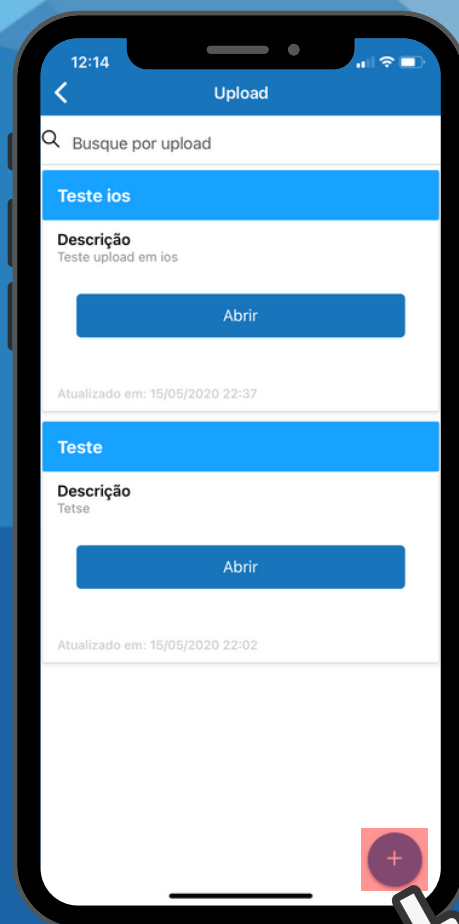 12:14
Upload
Busque por upload
Teste ios
Descrição
Teste upload em ios
Abrir
Atualizado em: 15/05/2020 22:37
Teste
Descrição
Tetse
Abrir
Atualizado em: 15/05/2020 22:02
+